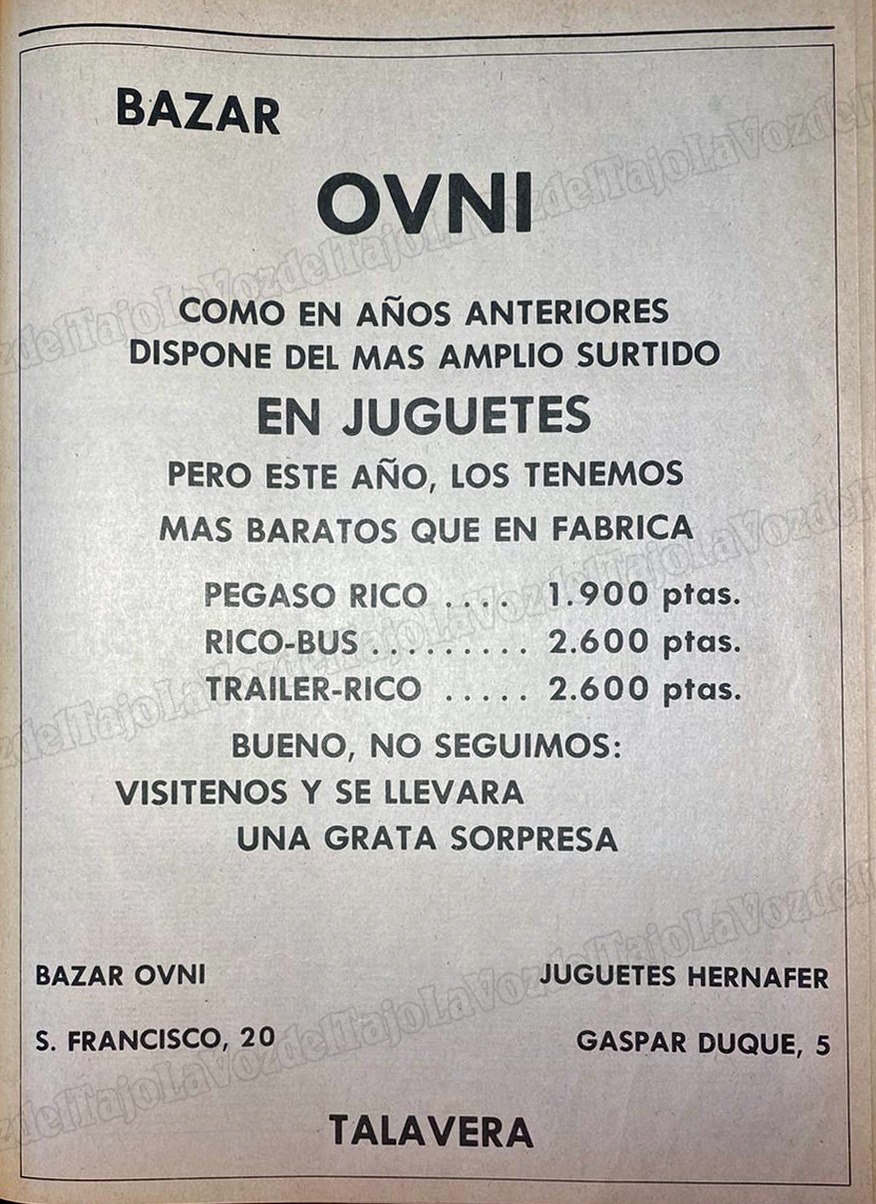 BAZAR
OVNI
COMO EN AÑOS ANTERIORES
DISPONE DEL MAS AMPLIO SURTIDO
EN JUGUETES
PERO ESTE AÑO, LOS TENEMOS
MAS BARATOS QUE EN FABRICA
PEGASO RICO .... 1.900 ptas.
RICO-BUS ......... 2.600 ptas.
TRAILER-RICO ..... 2.600 ptas.
BUENO, NO SEGUIMOS:
VISITENOS Y SE LLEVARA
UNA GRATA SORPRESA
BAZAR OVNI JUGUETES HERNAFER
S. FRANCISCO, 20 GASPAR DUQUE, 5
TALAVERA
LaVozdelTajoLaVozdelTajoLaVozdel